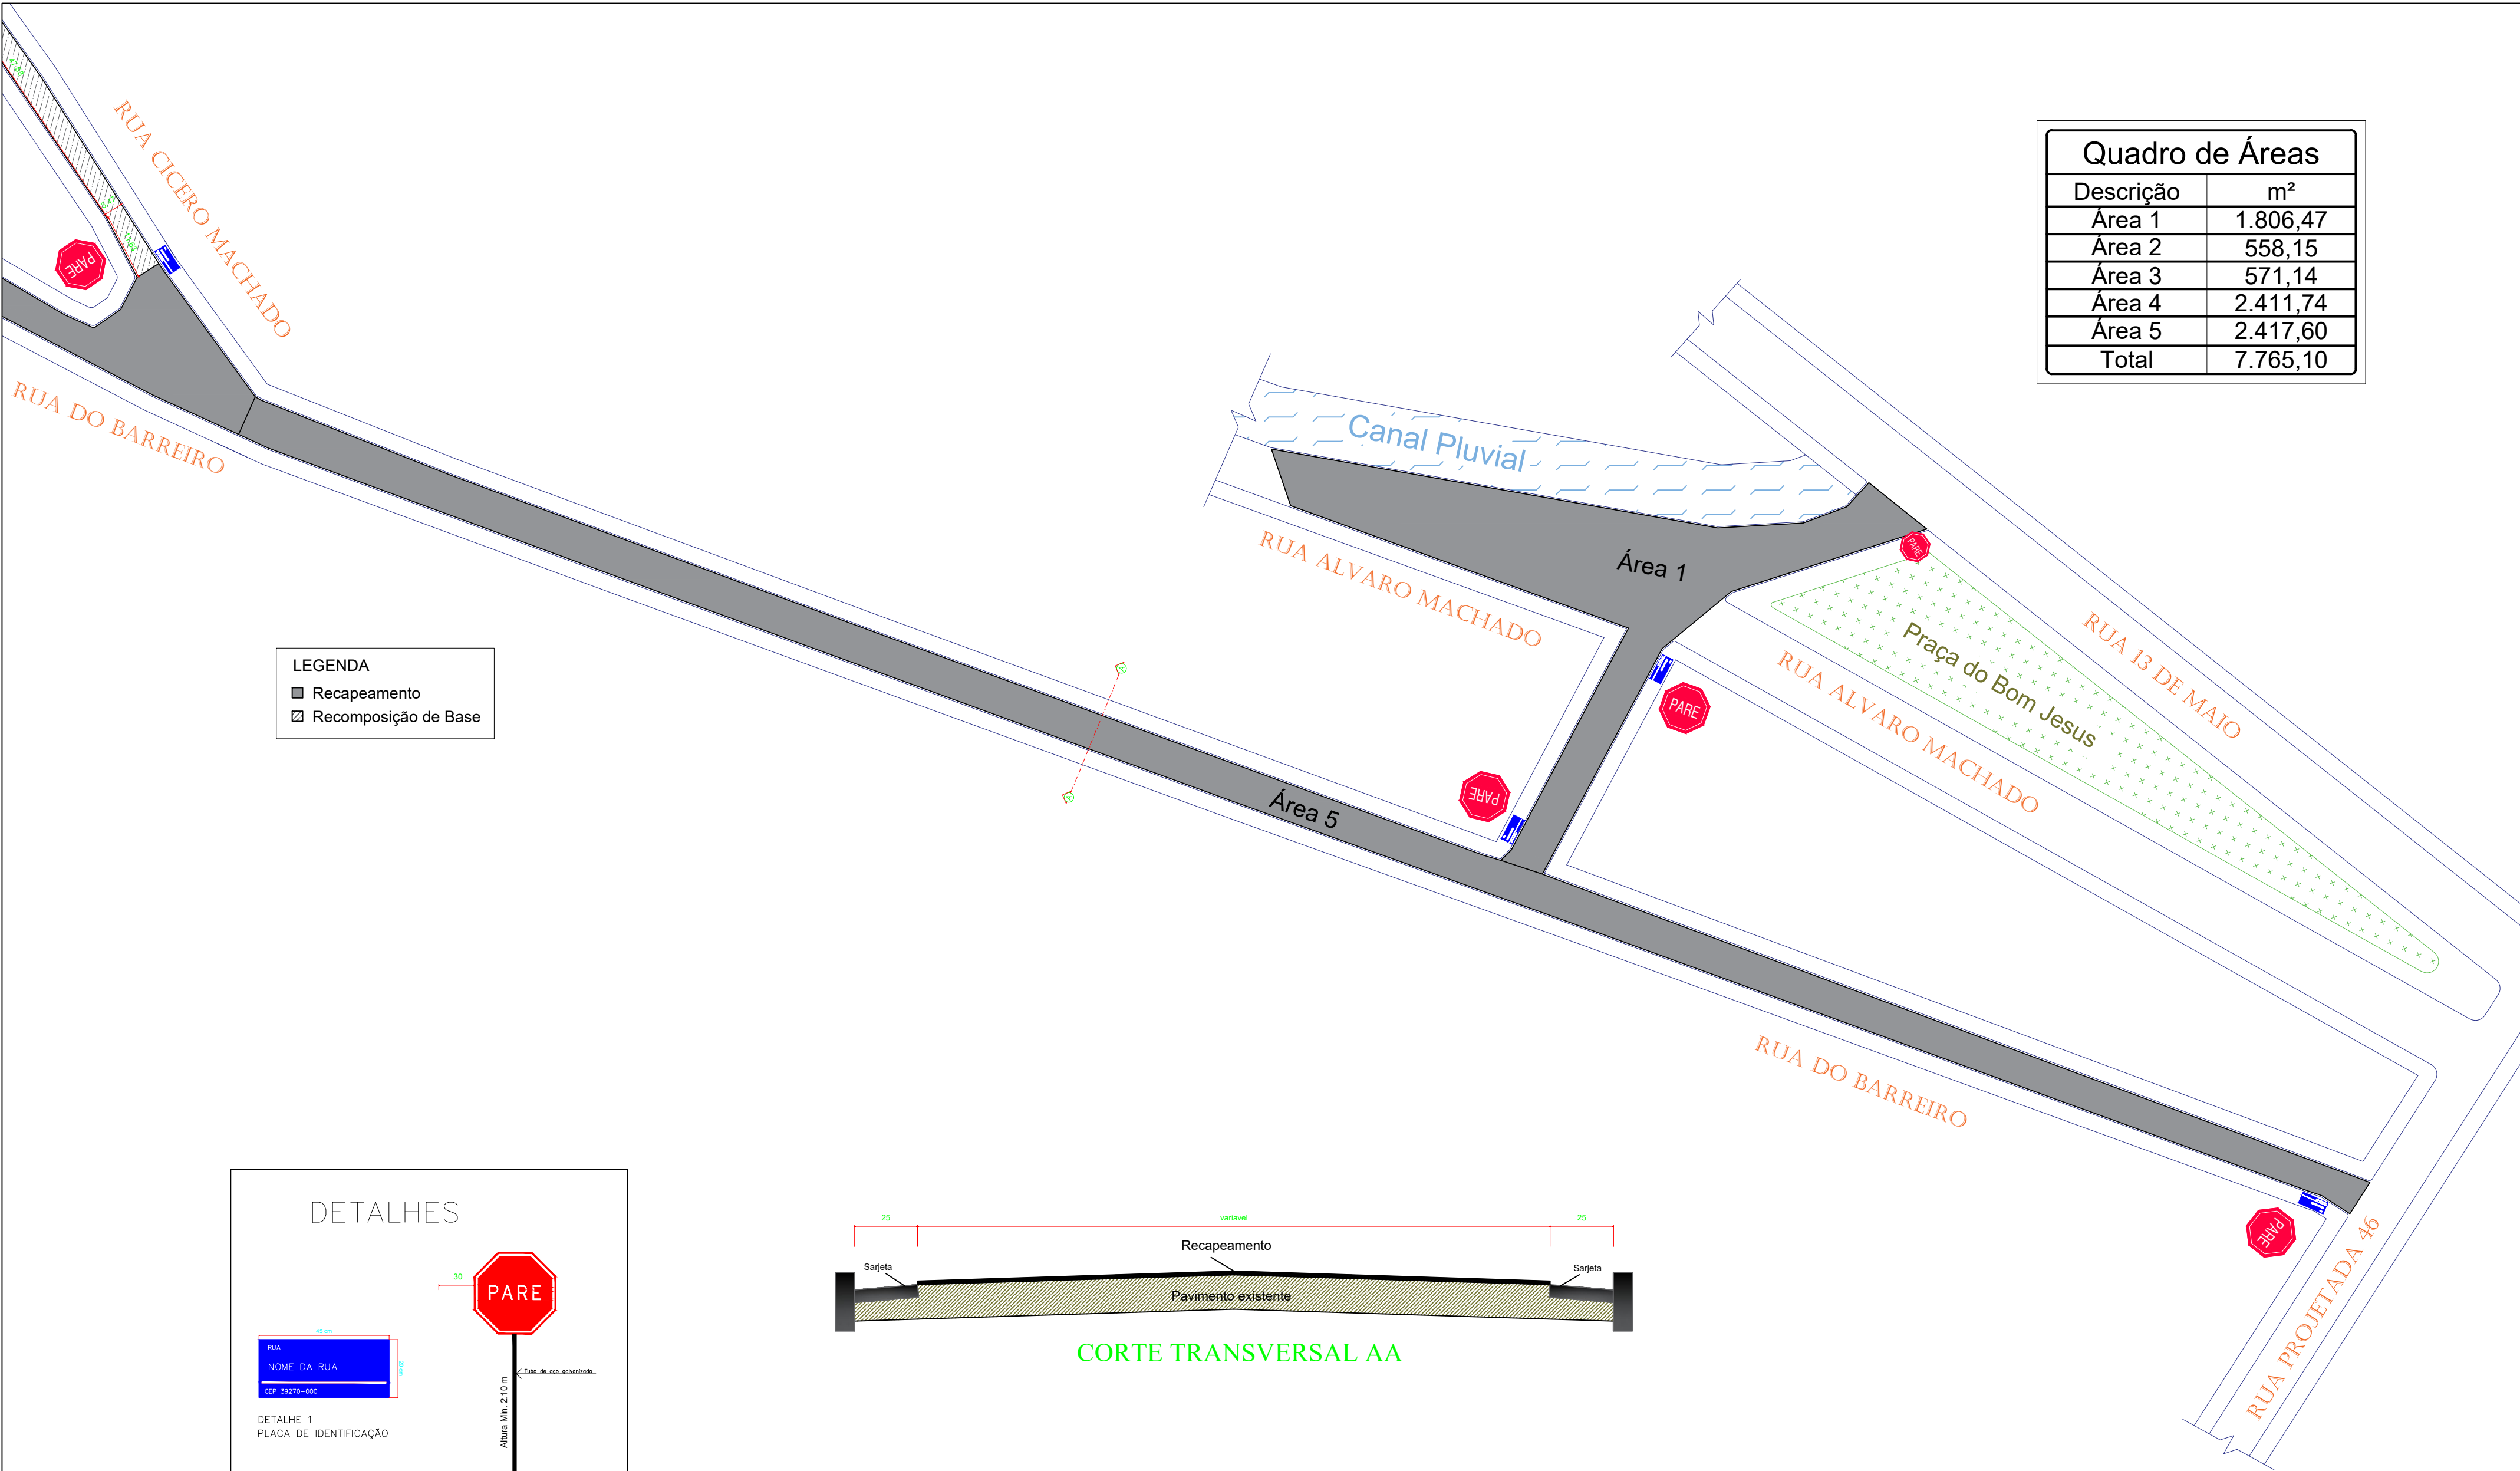 RUA CICERO MACHADO
PARE
RUA DO BARREIRO
Quadro de Áreas
Descrição m²
Área 1 1.806,47
Área 2 558,15
Área 3 571,14
Área 4 2.411,74
Área 5 2.417,60
Total 7.765,10
Canal Pluvial
Área 1
RUA ALVARO MACHADO
PARE
RUA 13 DE MAIO
Praça do Bom Jesus
RUA ALVARO MACHADO
PARE
PARE
Área 5
LEGENDA
Recapeamento
Recomposição de Base
A
A
RUA DO BARREIRO
PARE
RUA PROJETADA 46
DETALHES
30
PARE
45cm
RUA
NOME DA RUA
CEP 39270-000
Tubo de aço galvanizado
Altura Min. 2.10 m
DETALHE 1
PLACA DE IDENTIFICAÇÃO
25 variavel 25
Recapeamento
Sarjeta Sarjeta
Pavimento existente
CORTE TRANSVERSAL AA